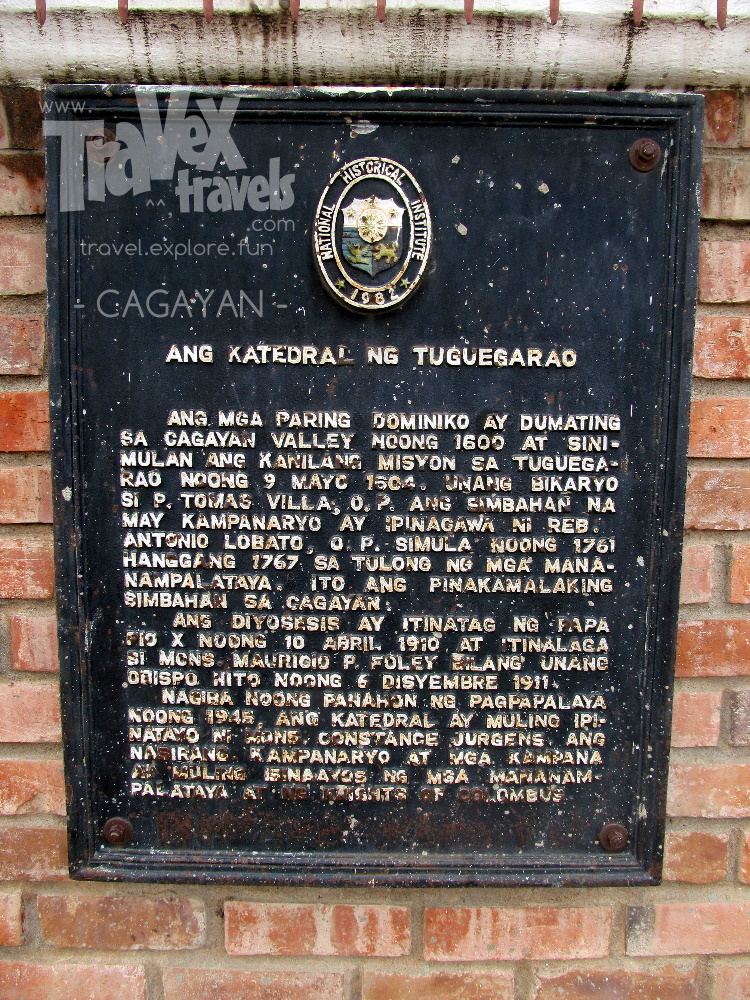 www.
TraVex
travels
.com
travel.explore.fun
- CAGAYAN -
NATIONAL HISTORICAL INSTITUTE
1982
ANG KATEDRAL NG TUGUEGARAO
ANG MGA PARING DOMINIKO AY DUMATING
SA CAGAYAN VALLEY NOONG 1600 AT SINI-
MULAN ANG KANILANG MISYON SA TUGUEGA-
RAO NOONG 9 MAYO 1604. UNANG BIKARYO
SI P. TOMAS VILLA, O.P. ANG SIMBAHAN NA
MAY KAMPANARYO AY IPINAGAWA NI REB.
ANTONIO LOBATO, O.P. SIMULA NOONG 1761
HANGGANG 1767 SA TULONG NG MGA MANA-
NAMPALATAYA. ITO ANG PINAKAMALAKING
SIMBAHAN SA CAGAYAN.
ANG DIYOSESIS AY ITINATAG NG PAPA
PIO X NOONG 10 ABRIL 1910 AT ITINALAGA
SI MONS. MAURICIO P. FOLEY BILANG UNANG
OBISPO NITO NOONG 6 DISYEMBRE 1911.
NAGIBA NOONG PANAHON NG PAGPAPALAYA
NOONG 1945, ANG KATEDRAL AY MULING IPI-
NATAYO NI MONS. CONSTANCE JURGENS. ANG
NASIRANG KAMPANARYO AT MGA KAMPANA
AY MULING ISINAAYOS NG MGA MANANAM-
PALATAYA AT NG KNIGHTS OF COLOMBUS.